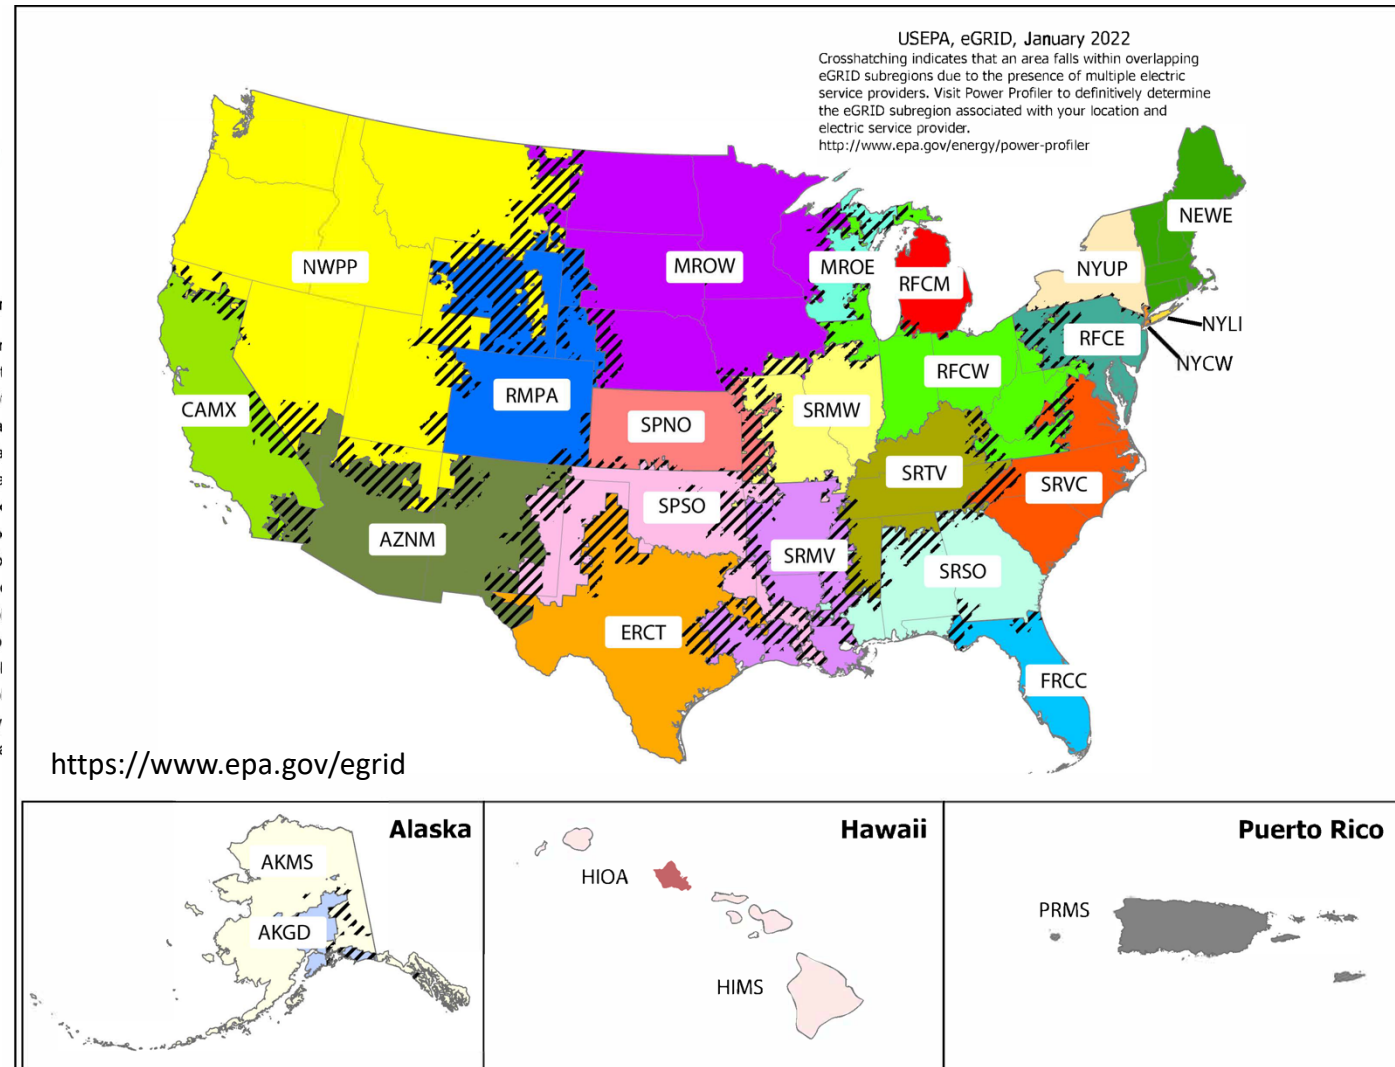 USEPA, eGRID, January 2022
Crosshatching indicates that an area falls within overlapping
eGRID subregions due to the presence of multiple electric
service providers. Visit Power Profiler to definitively determine
the eGRID subregion associated with your location and
electric service provider.
http://www.epa.gov/energy/power-profiler
NEWE
NWPP
MROW
MROE
NYUP
RFCM
NYLI
RFCE
NYCW
RFCW
RMPA
CAMX
SRMW
SPNO
SRTV
SRVC
SPSO
AZNM
SRMV
SRSO
ERCT
FRCC
https://www.epa.gov/egrid
Alaska
AKMS
AKGD
Hawaii
HIOA
HIMS
Puerto Rico
PRMS